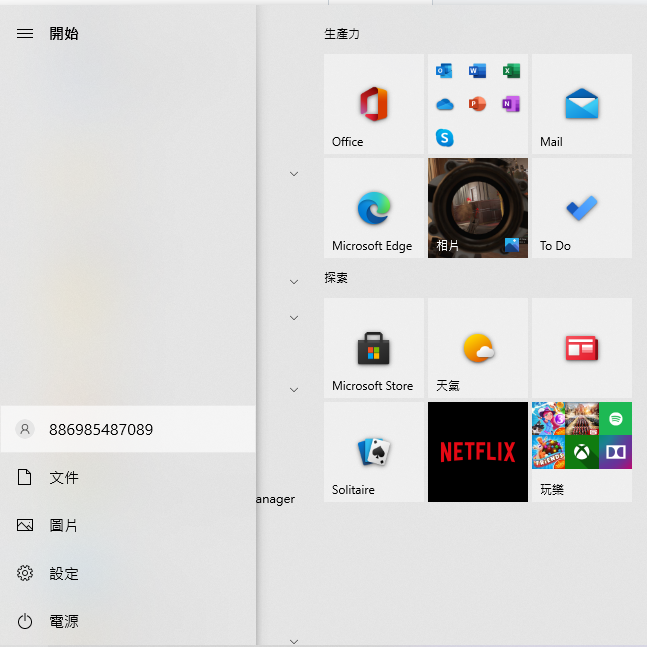 開始
886985487089
文件
圖片
設定
電源
anager
生產力
Office
Mail
Microsoft Edge
相片
To Do
探索
Microsoft Store
天氣
Solitaire
NETFLIX
玩樂